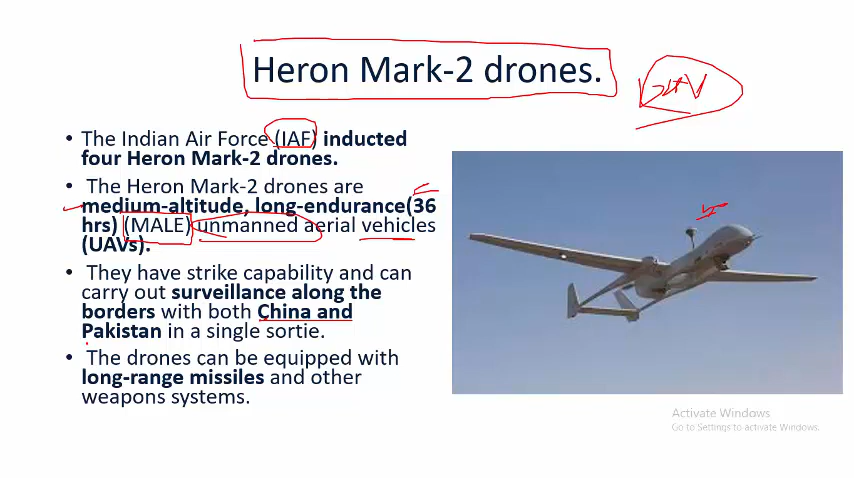 Heron Mark-2 drones.
• The Indian Air Force (IAF) inducted
four Heron Mark-2 drones.
• The Heron Mark-2 drones are
medium-altitude, long-endurance(36
hrs) (MALE) unmanned aerial vehicles
(UAVs).
• They have strike capability and can
carry out surveillance along the
borders with both China and
Pakistan in a single sortie.
• The drones can be equipped with
long-range missiles and other
weapons systems.
Activate Windows
Go to Settings to activate Windows.